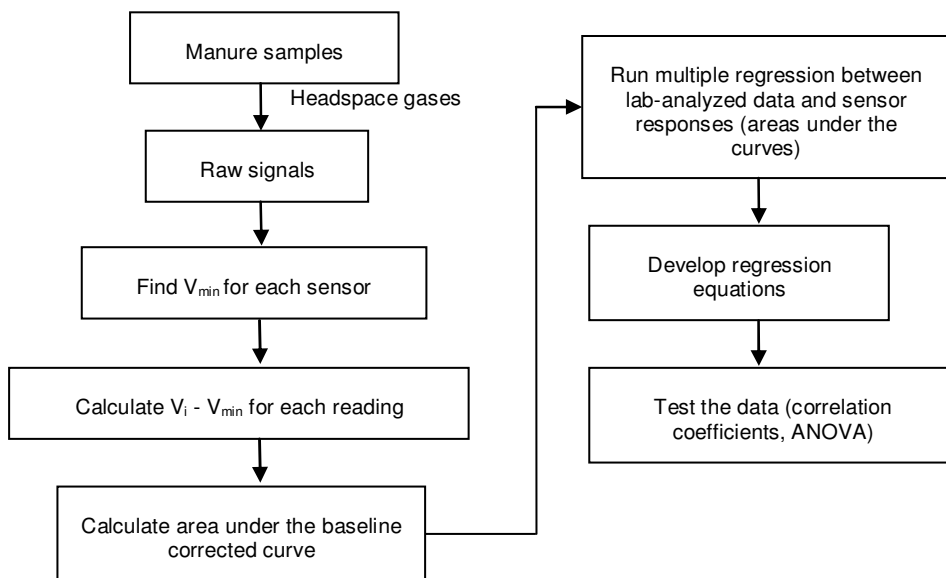 Manure samples
Headspace gases
Raw signals
Find Vmin for each sensor
Calculate Vi - Vmin for each reading
Calculate area under the baseline
corrected curve
Run multiple regression between
lab-analyzed data and sensor
responses (areas under the
curves)
Develop regression
equations
Test the data (correlation
coefficients, ANOVA)